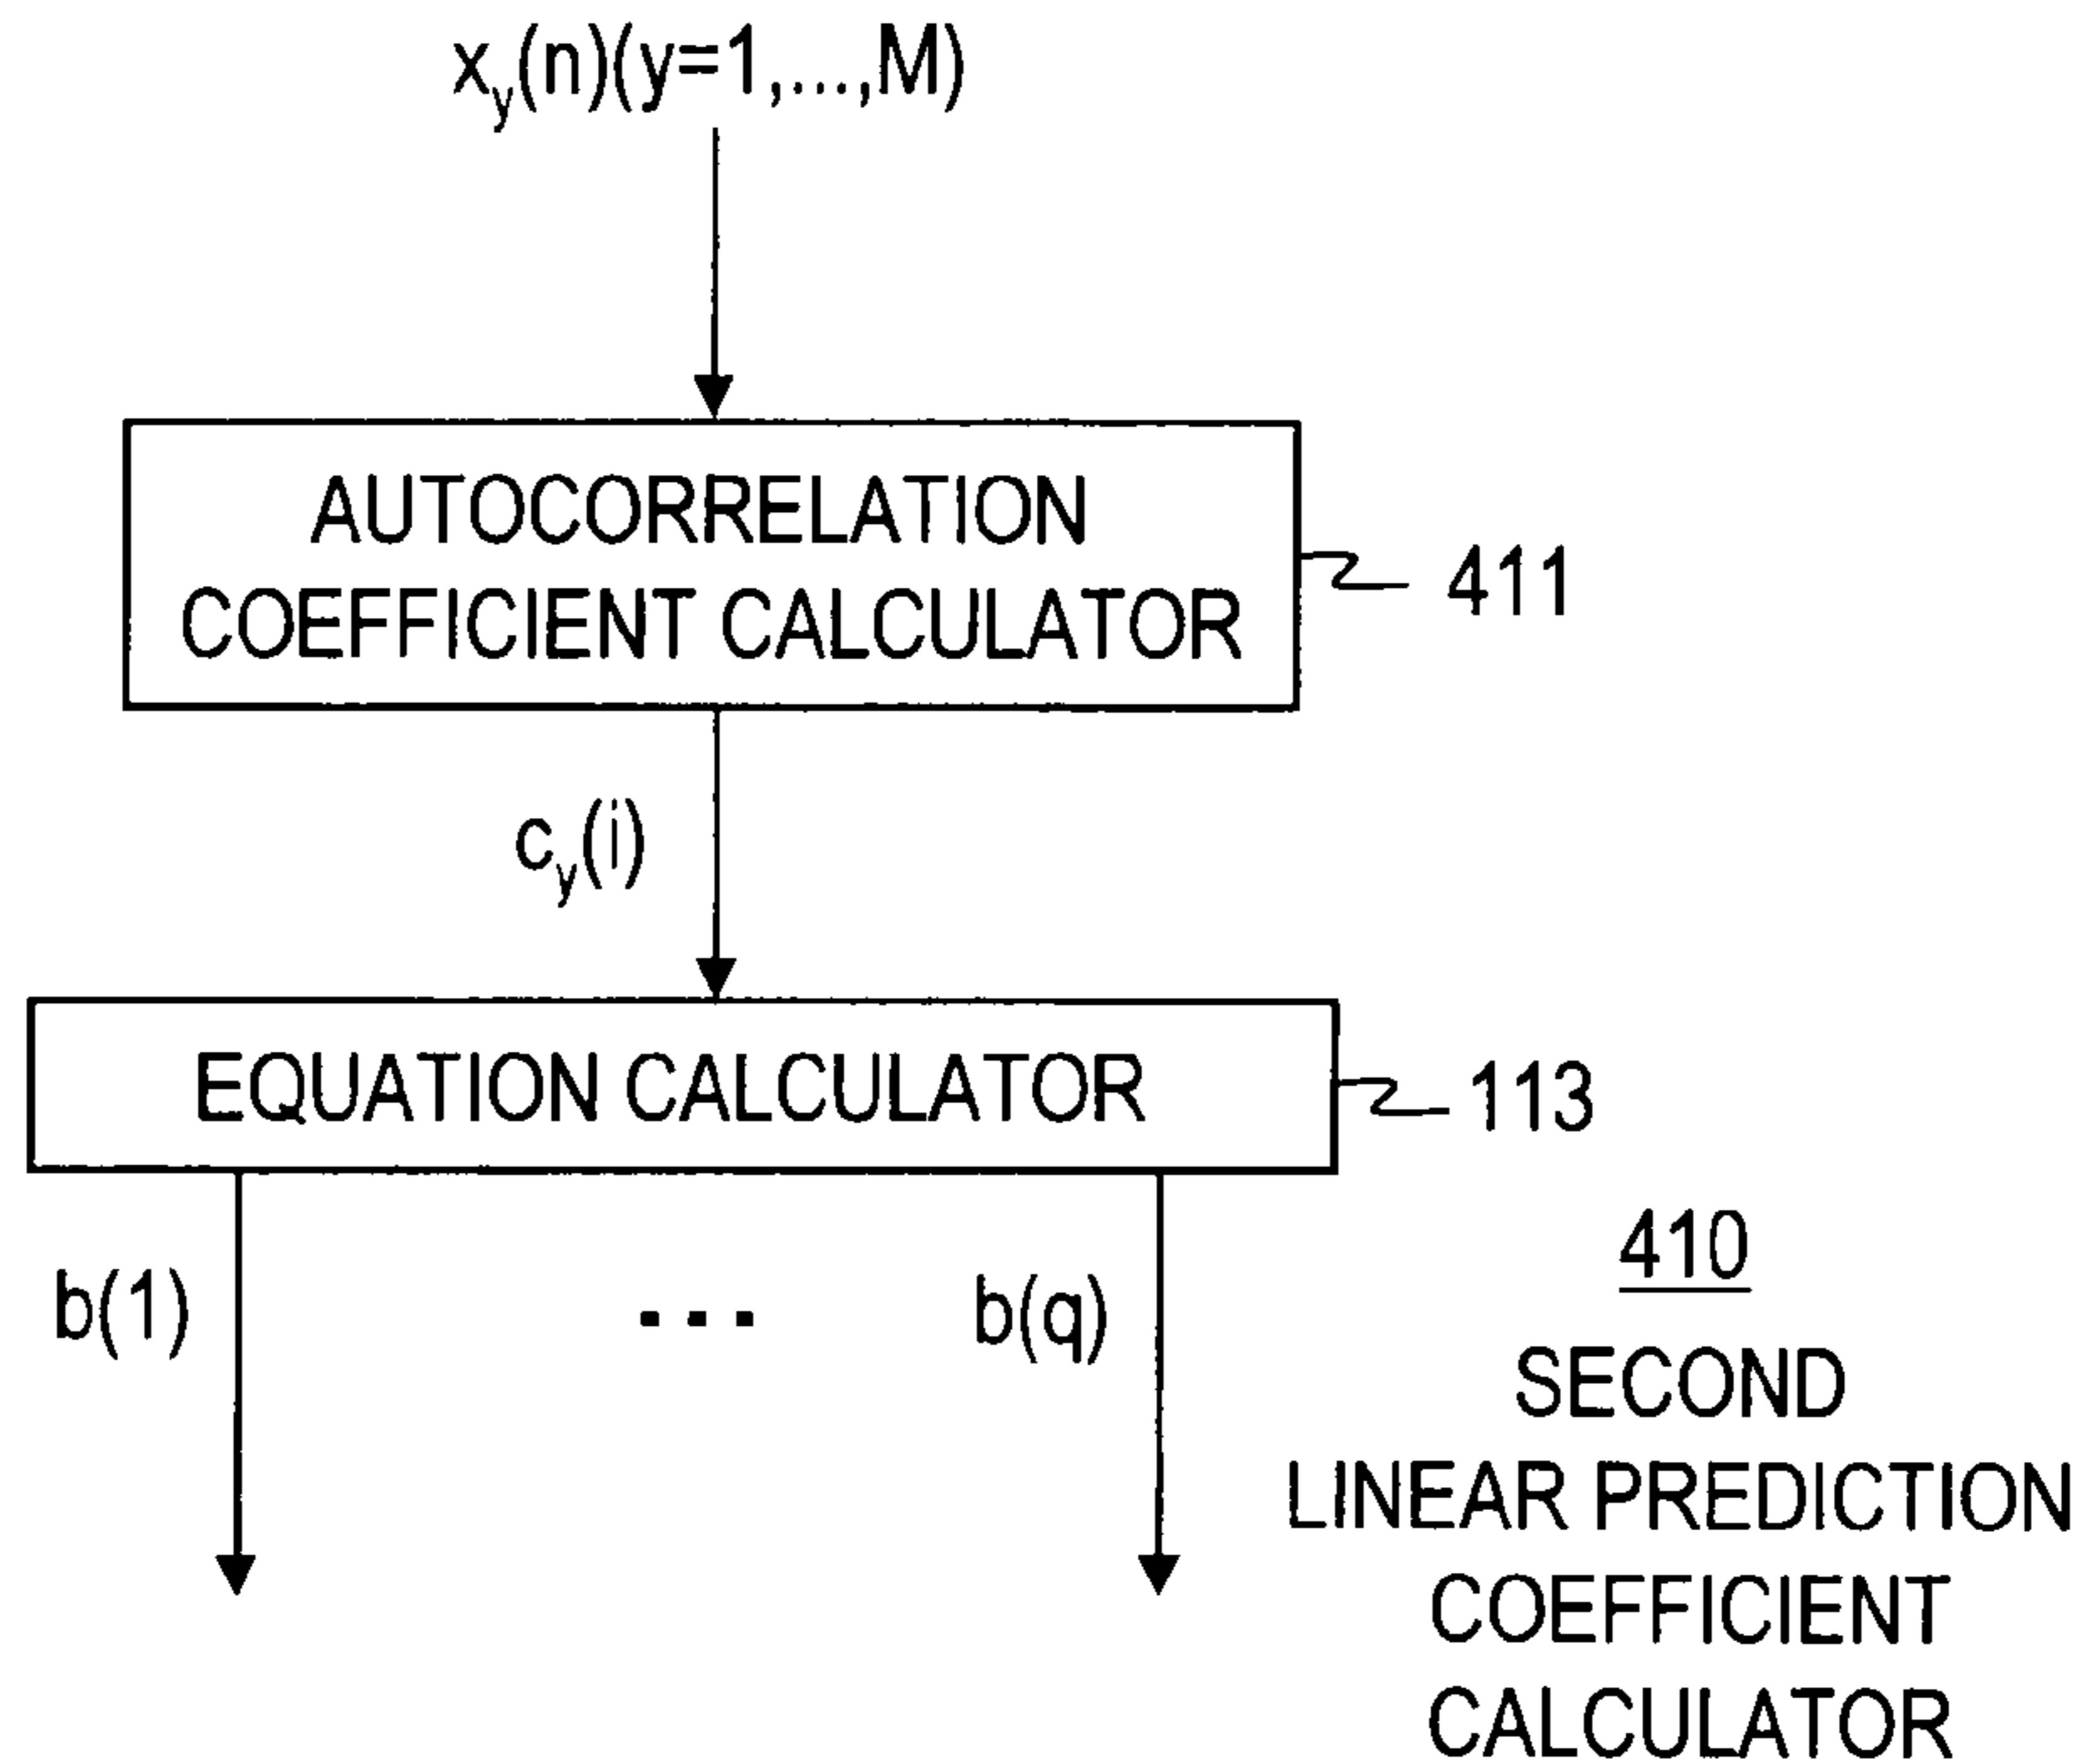 x_y(n)(y=1,...,M)
AUTOCORRELATION
COEFFICIENT CALCULATOR
411
c_y(i)
EQUATION CALCULATOR
113
b(1)
...
b(q)
410
SECOND
LINEAR PREDICTION
COEFFICIENT
CALCULATOR